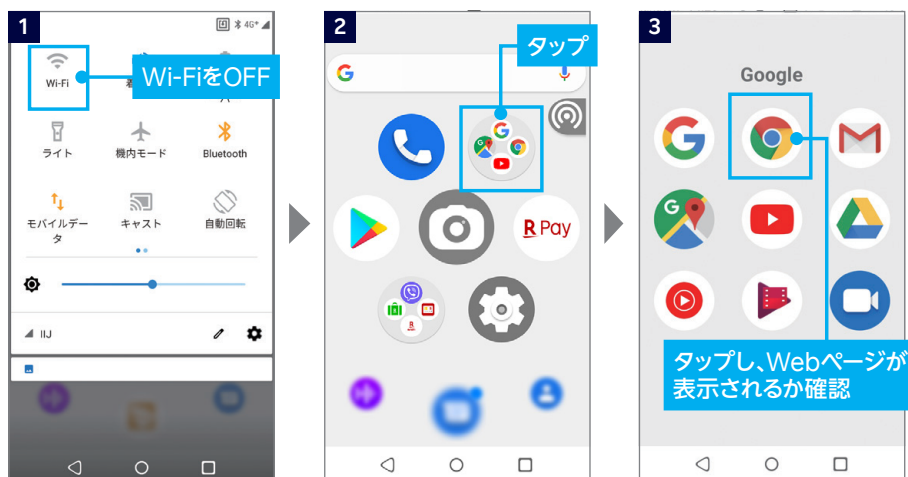 1
4G+
Wi-Fi
Wi-FiをOFF
ライト
機内モード
Bluetooth
モバイルデー
タ
キャスト
自動回転
IIJ
2
タップ
G
R Pay
3
Google
タップし、Webページが
表示されるか確認